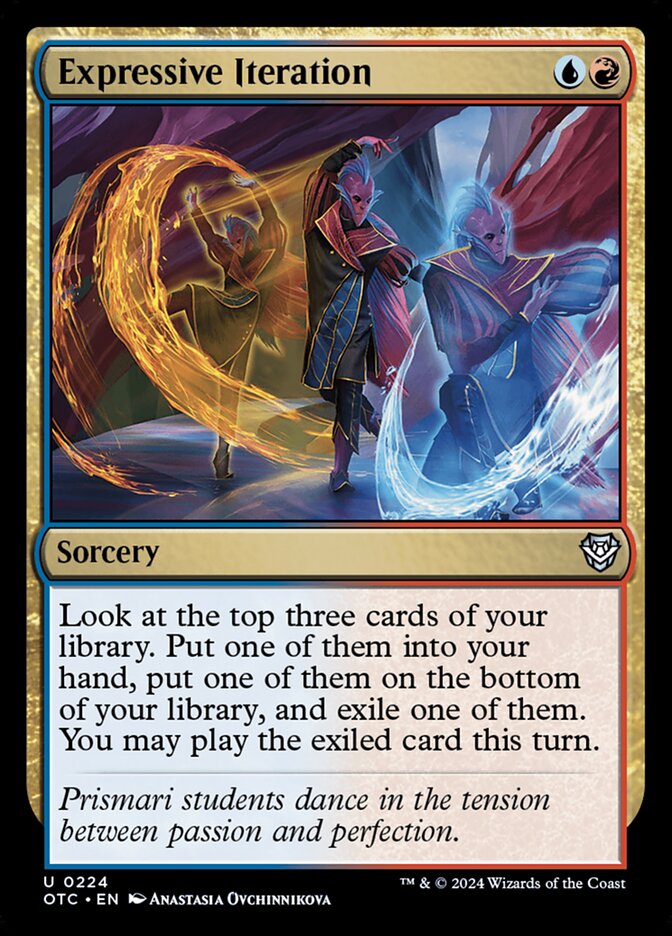 Expressive Iteration
Sorcery
Look at the top three cards of your
library. Put one of them into your
hand, put one of them on the bottom
of your library, and exile one of them.
You may play the exiled card this turn.
Prismari students dance in the tension
between passion and perfection.
U 0224
OTC • EN Anastasia Ovchinnikova
™ & © 2024 Wizards of the Coast